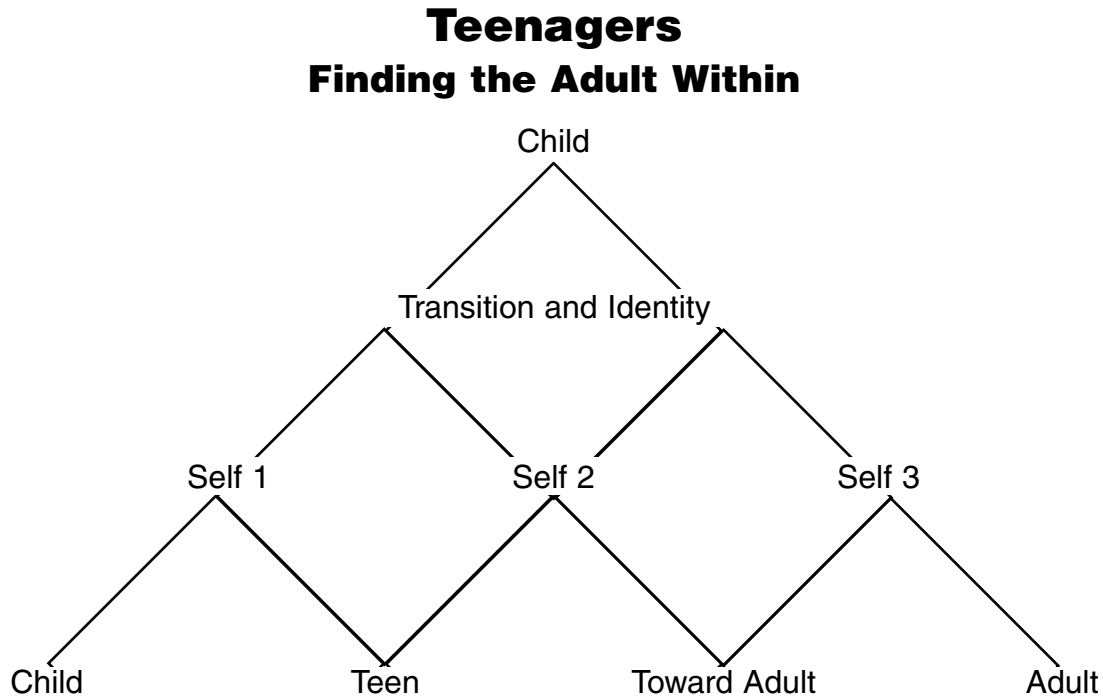 Teenagers
Finding the Adult Within
Child
Transition and Identity
Self 1 Self 2 Self 3
Child Teen Toward Adult Adult